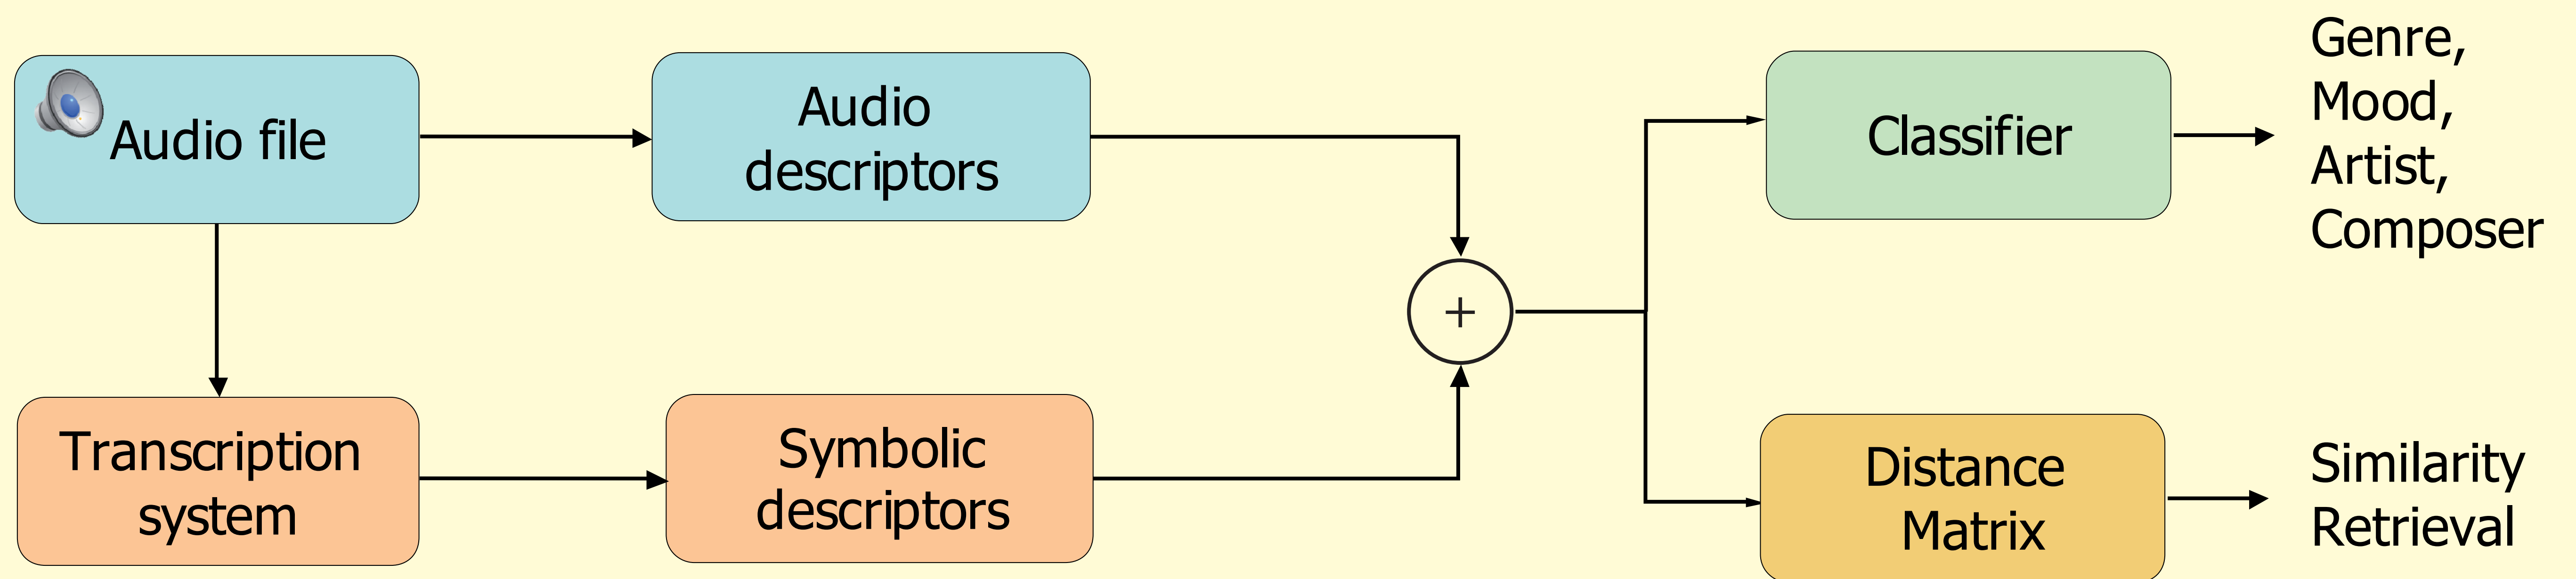 Audio file
Audio
descriptors
Classifier
Genre,
Mood,
Artist,
Composer
+
Transcription
system
Symbolic
descriptors
Distance
Matrix
Similarity
Retrieval